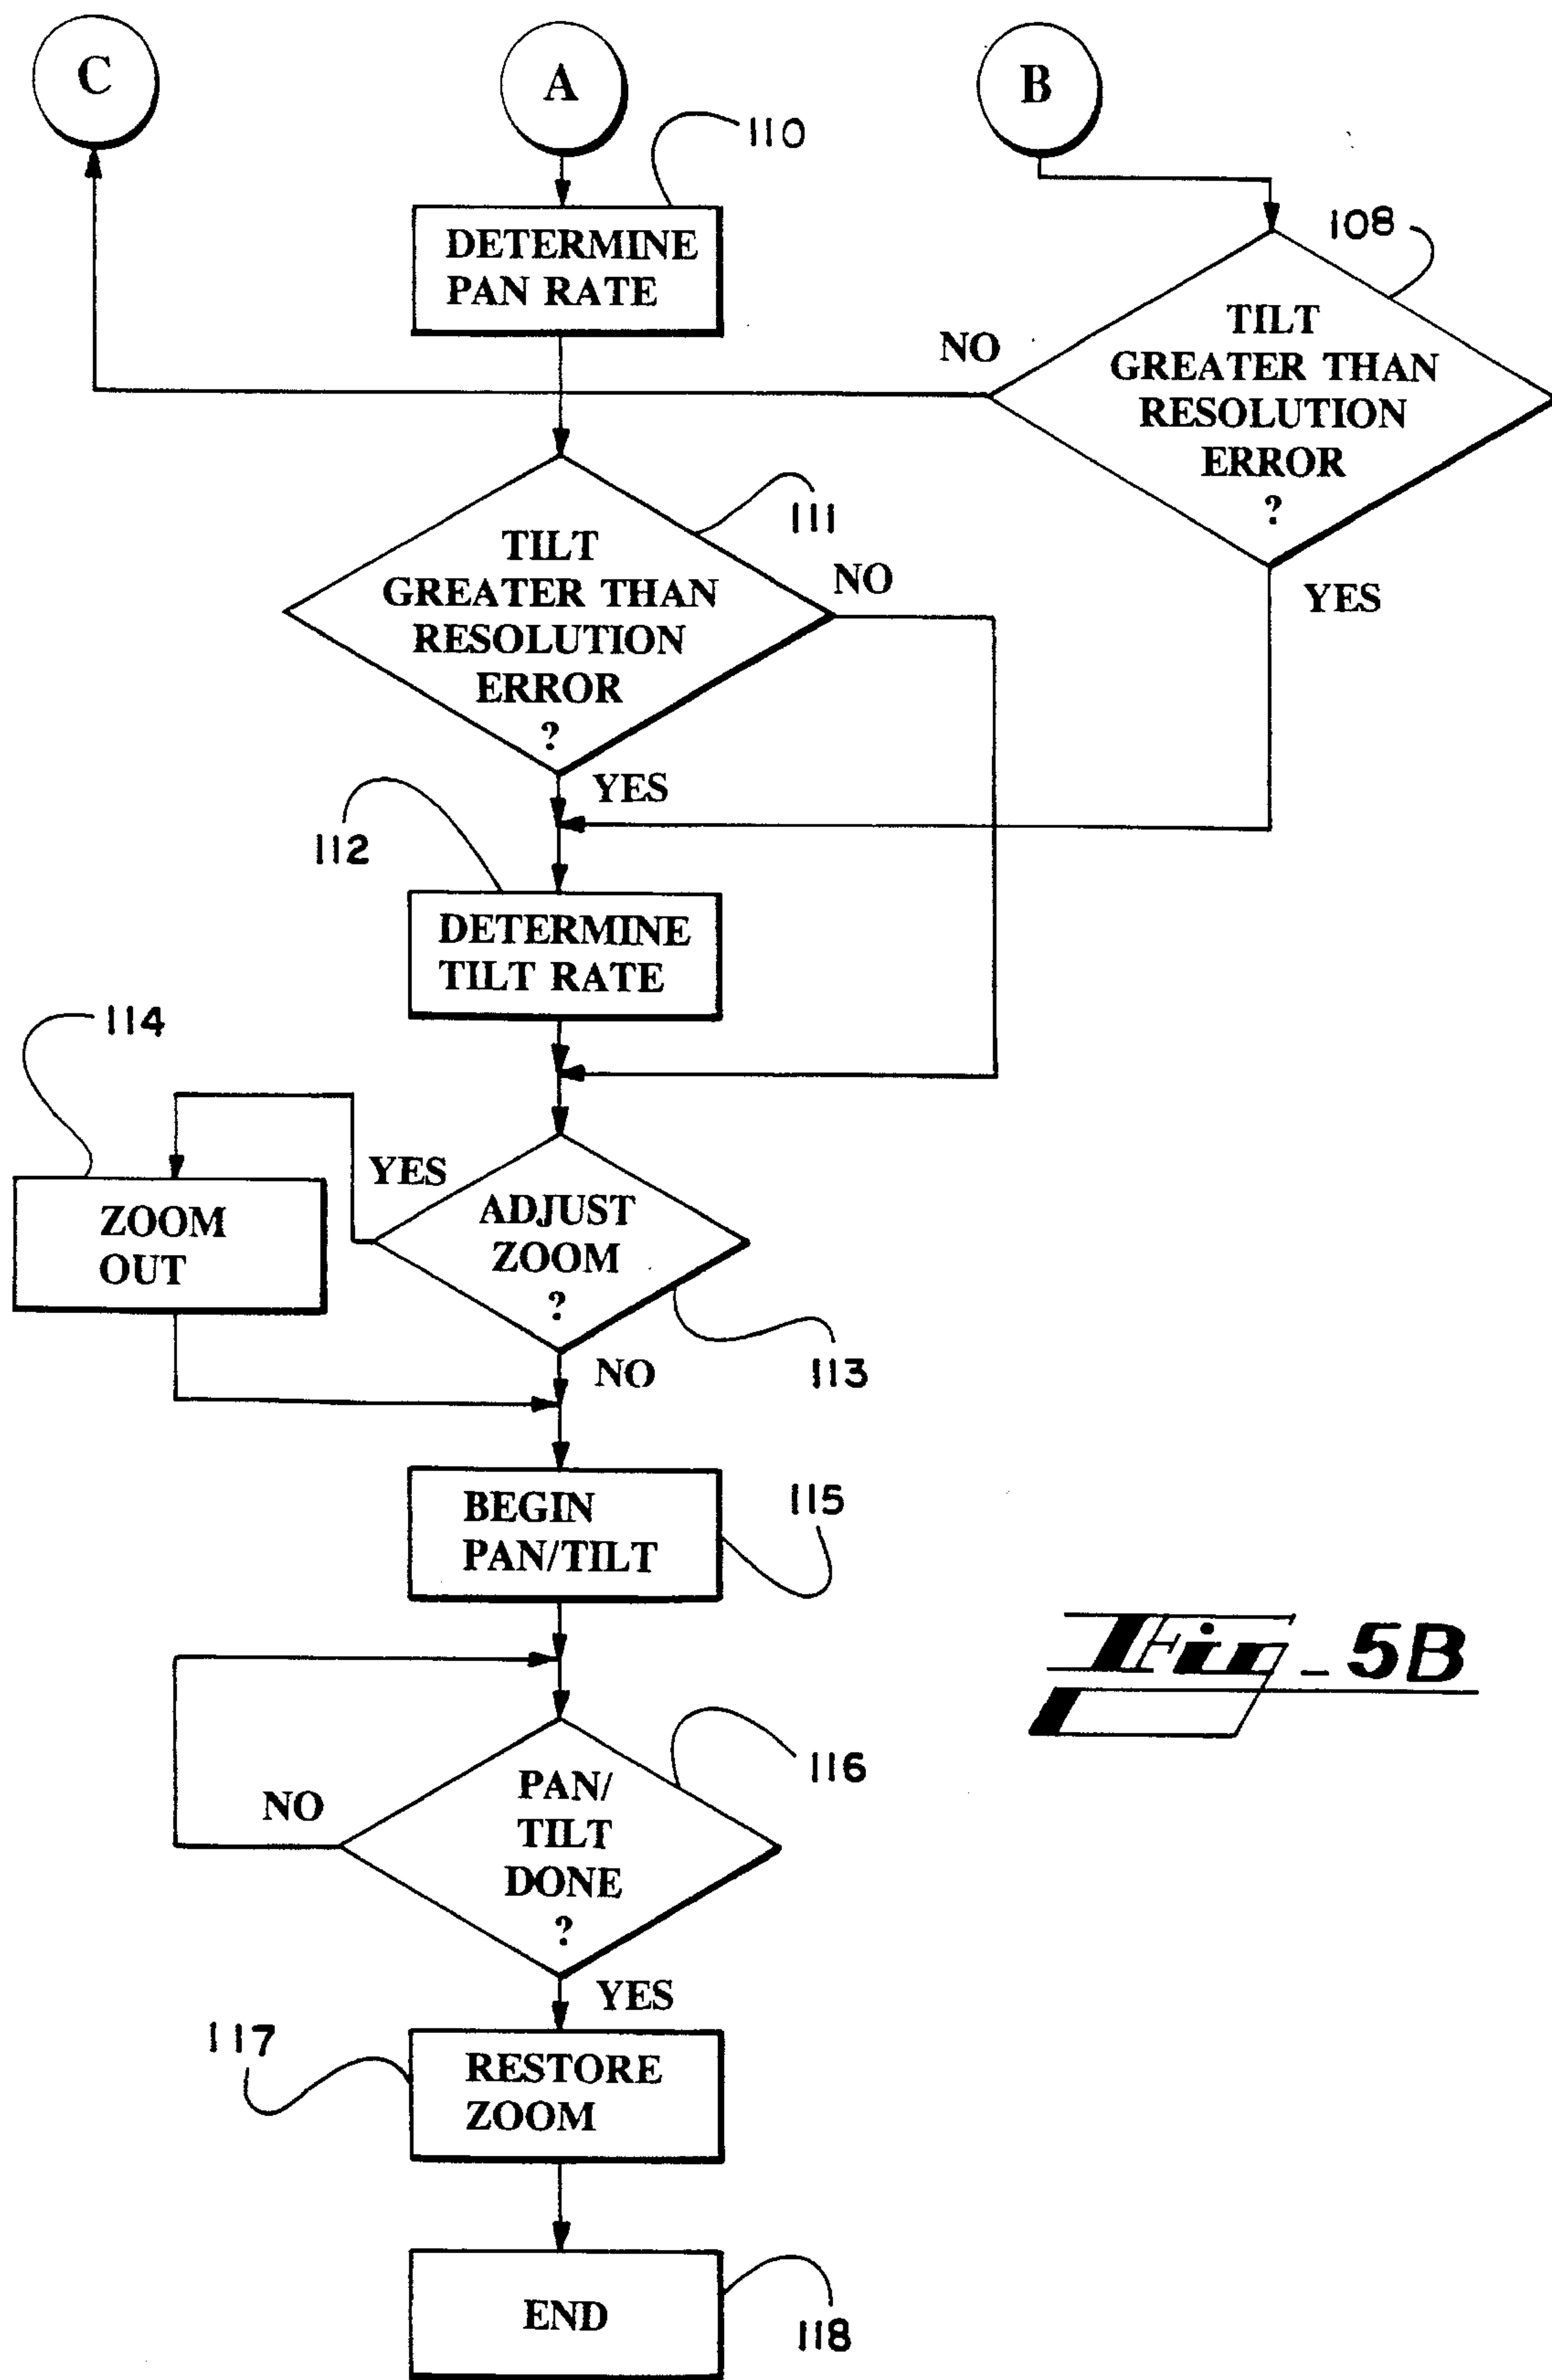 C
A
B
110
DETERMINE
PAN RATE
108
TILT
GREATER THAN
RESOLUTION
ERROR
?
NO
YES
111
TILT
GREATER THAN
RESOLUTION
ERROR
?
NO
YES
112
DETERMINE
TILT RATE
114
ZOOM
OUT
YES
ADJUST
ZOOM
?
NO
113
BEGIN
PAN/TILT
115
116
PAN/
TILT
DONE
?
NO
YES
117
RESTORE
ZOOM
END
118
Fig_5B